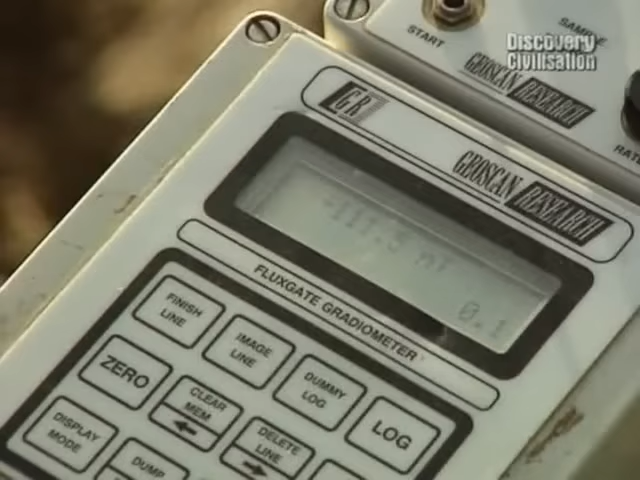 START
SAMPLE
Discovery
Civilisation
GEOSCAN RESEARCH
RATE
GR
GEOSCAN RESEARCH
-111.5 nT
0.1
FLUXGATE GRADIOMETER
FINISH LINE
IMAGE LINE
DUMMY LOG
LOG
ZERO
CLEAR MEM
DELETE LINE
DISPLAY MODE
DUMP